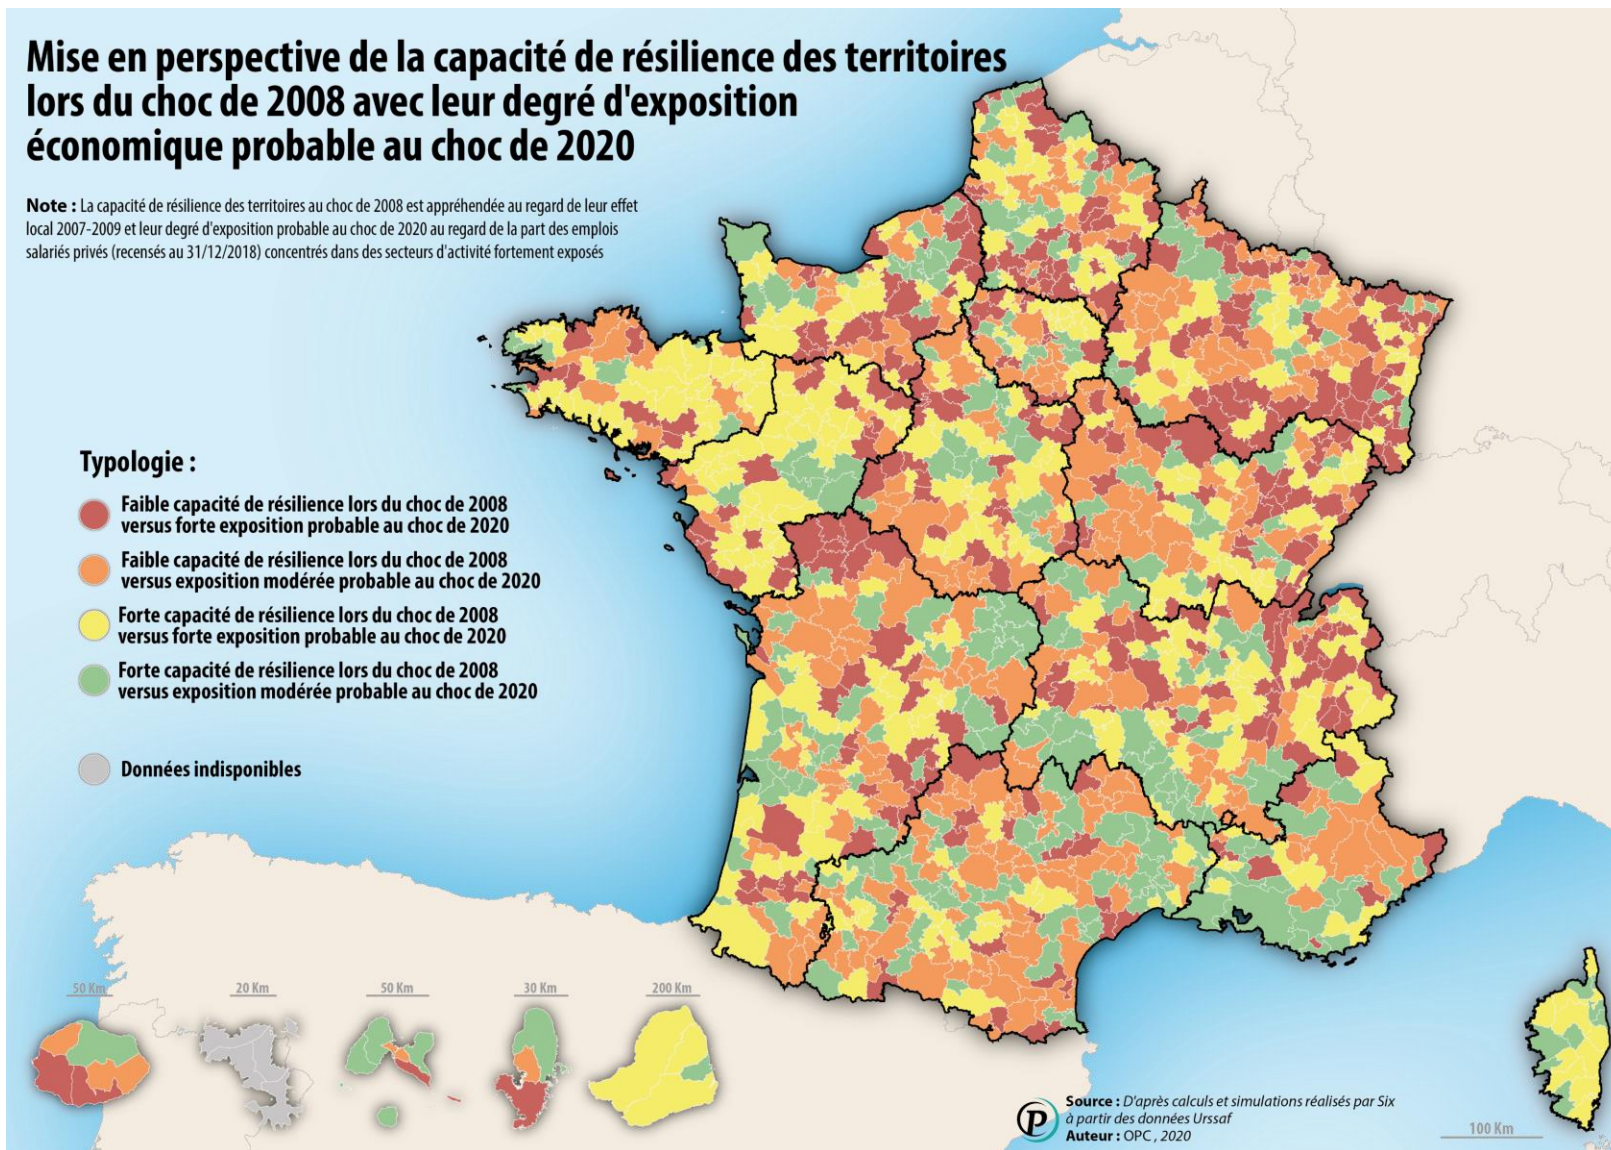 Mise en perspective de la capacité de résilience des territoires
lors du choc de 2008 avec leur degré d'exposition
économique probable au choc de 2020
Note : La capacité de résilience des territoires au choc de 2008 est appréhendée au regard de leur effet
local 2007-2009 et leur degré d'exposition probable au choc de 2020 au regard de la part des emplois
salariés privés (recensés au 31/12/2018) concentrés dans des secteurs d'activité fortement exposés
Typologie :
Faible capacité de résilience lors du choc de 2008
versus forte exposition probable au choc de 2020
Faible capacité de résilience lors du choc de 2008
versus exposition modérée probable au choc de 2020
Forte capacité de résilience lors du choc de 2008
versus forte exposition probable au choc de 2020
Forte capacité de résilience lors du choc de 2008
versus exposition modérée probable au choc de 2020
Données indisponibles
50 Km
20 Km
50 Km
30 Km
200 Km
P
Source : D'après calculs et simulations réalisés par Six
à partir des données Urssaf
Auteur : OPC , 2020
100 Km